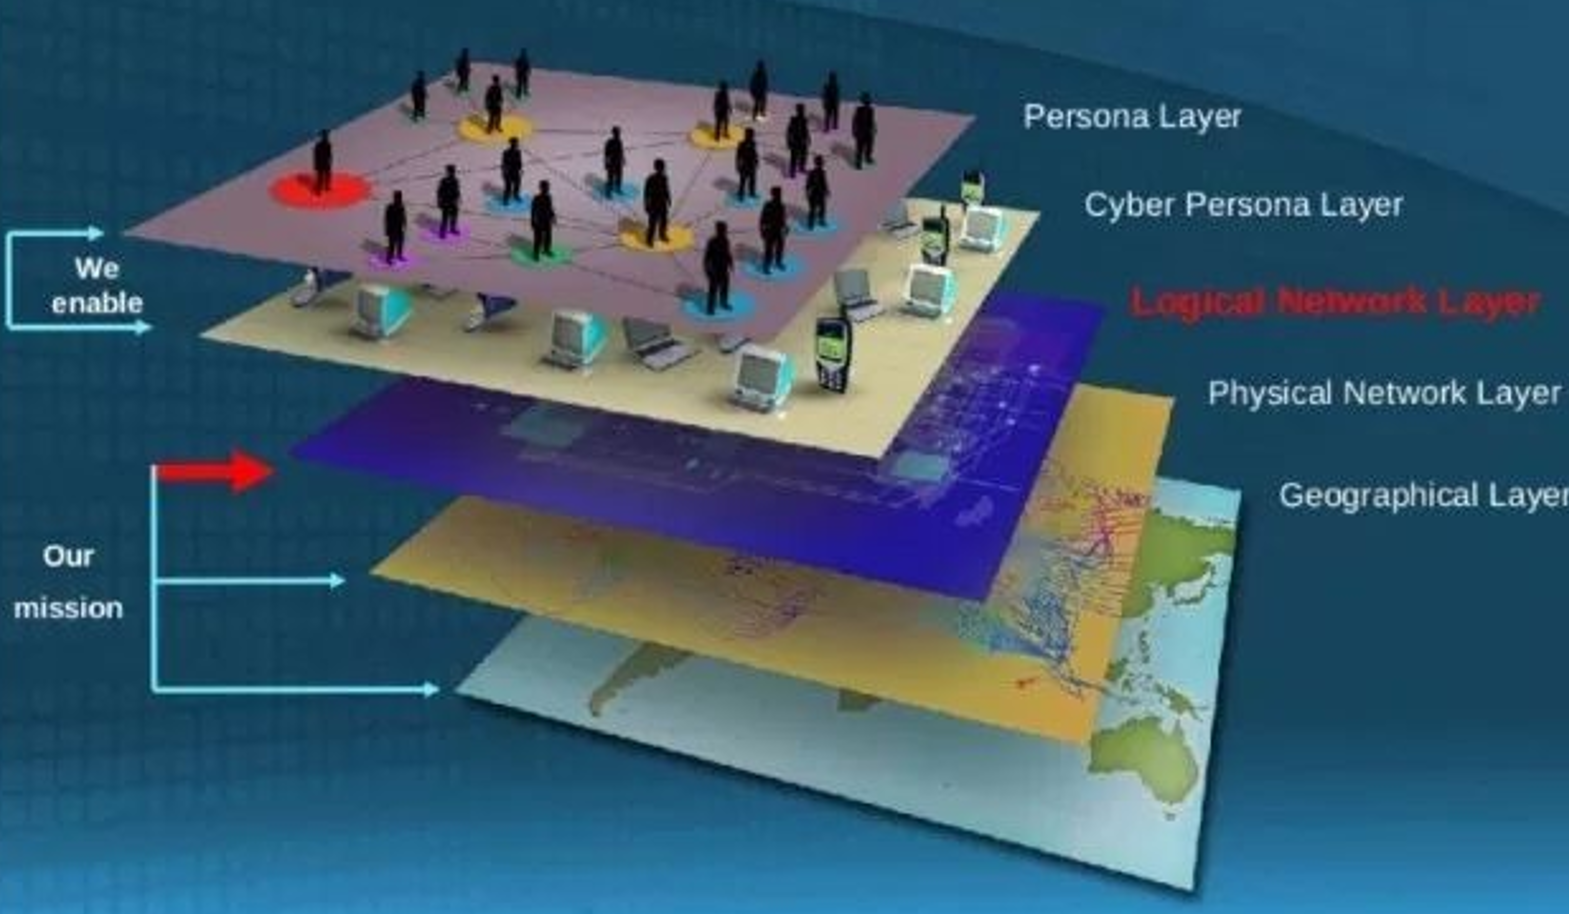 Persona Layer
Cyber Persona Layer
We
enable
Logical Network Layer
Physical Network Layer
Geographical Layer
Our
mission